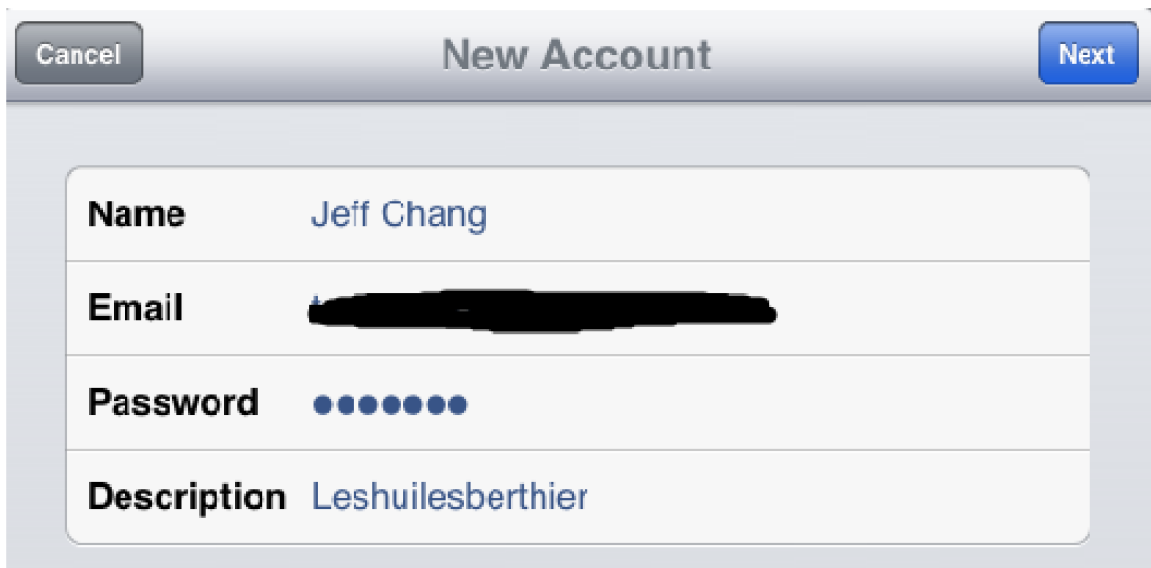 Cancel New Account Next
Name Jeff Chang
Email
Password •••••••
Description Leshuilesberthier